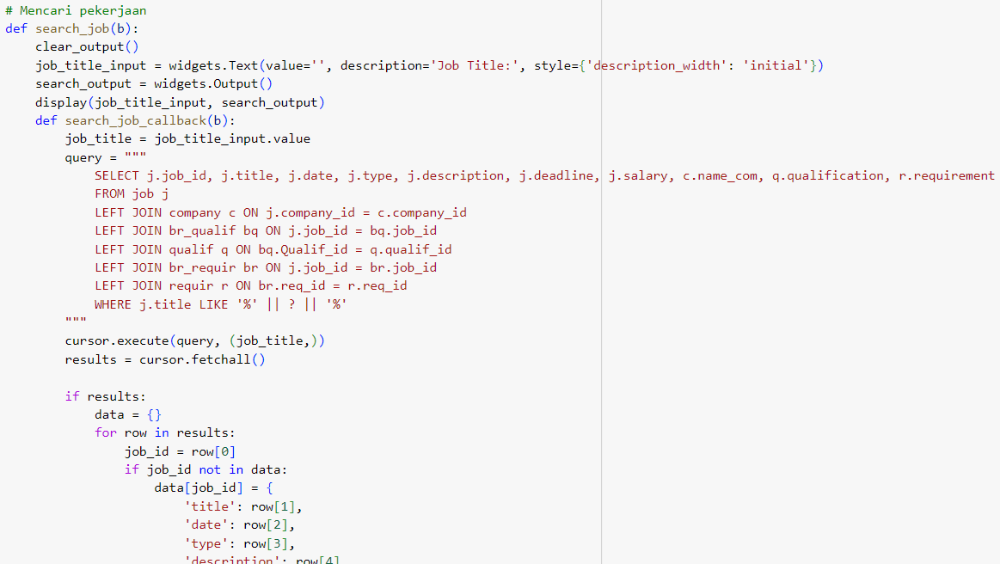 # Mencari pekerjaan
def search_job(b):
    clear_output()
    job_title_input = widgets.Text(value='', description='Job Title:', style={'description_width': 'initial'})
    search_output = widgets.Output()
    display(job_title_input, search_output)
    def search_job_callback(b):
        job_title = job_title_input.value
        query = """
            SELECT j.job_id, j.title, j.date, j.type, j.description, j.deadline, j.salary, c.name_com, q.qualification, r.requirement
            FROM job j
            LEFT JOIN company c ON j.company_id = c.company_id
            LEFT JOIN br_qualif bq ON j.job_id = bq.job_id
            LEFT JOIN qualif q ON bq.Qualif_id = q.qualif_id
            LEFT JOIN br_requir br ON j.job_id = br.job_id
            LEFT JOIN requir r ON br.req_id = r.req_id
            WHERE j.title LIKE '%' || ? || '%'
        """
        cursor.execute(query, (job_title,))
        results = cursor.fetchall()
        if results:
            data = {}
            for row in results:
                job_id = row[0]
                if job_id not in data:
                    data[job_id] = {
                        'title': row[1],
                        'date': row[2],
                        'type': row[3],
                        'description': row[4]